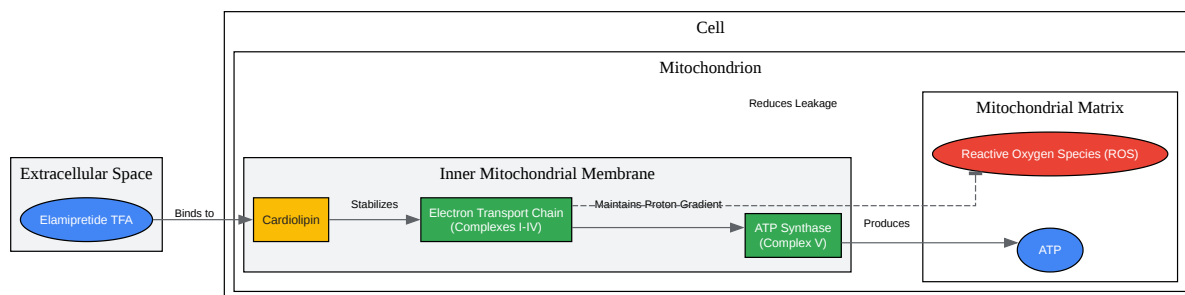 Cell
Mitochondrion
Reduces Leakage
Mitochondrial Matrix
Reactive Oxygen Species (ROS)
Extracellular Space
Inner Mitochondrial Membrane
Elamipretide TFA
Binds to
Cardiolipin
Stabilizes
Electron Transport Chain
(Complexes I-IV)
Maintains Proton Gradient
ATP Synthase
(Complex V)
Produces
ATP